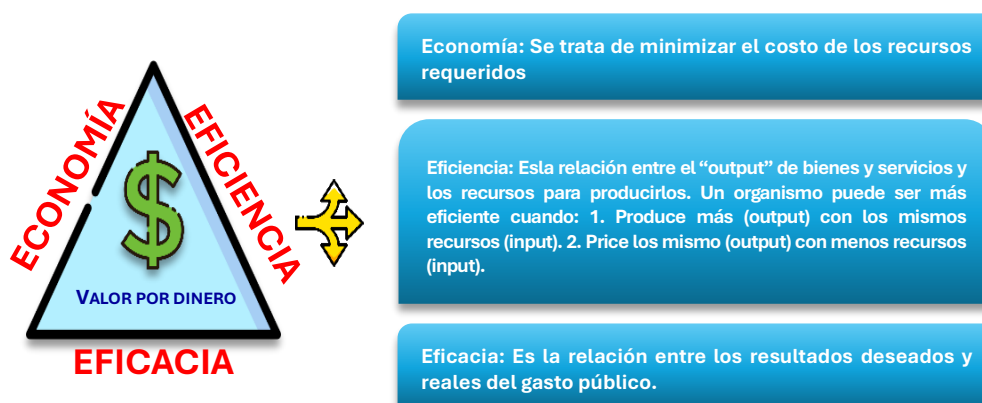 ECONOMÍA
EFICIENCIA
$
VALOR POR DINERO
EFICACIA
Economía: Se trata de minimizar el costo de los recursos
requeridos
Eficiencia: Esla relación entre el “output” de bienes y servicios y
los recursos para producirlos. Un organismo puede ser más
eficiente cuando: 1. Produce más (output) con los mismos
recursos (input). 2. Price los mismo (output) con menos recursos
(input).
Eficacia: Es la relación entre los resultados deseados y
reales del gasto público.